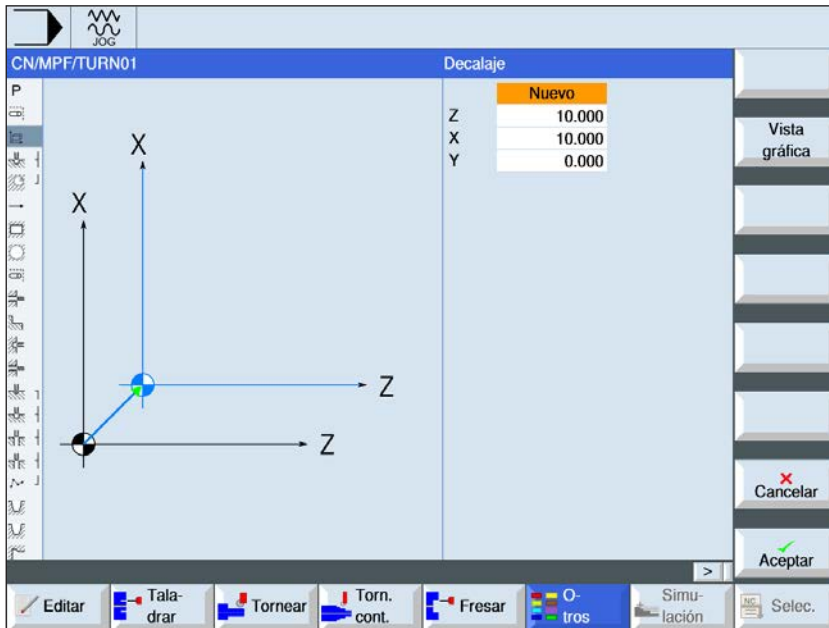 JOG
CN/MPF/TURN01
Decalaje
P
Nuevo
Z 10.000
X 10.000
Y 0.000
X
X
Z
Z
Vista
gráfica
Cancelar
Aceptar
>
Editar
Tala-
drar
Tornear
Torn.
cont.
Fresar
O-
tros
Simu-
lación
NC
Selec.